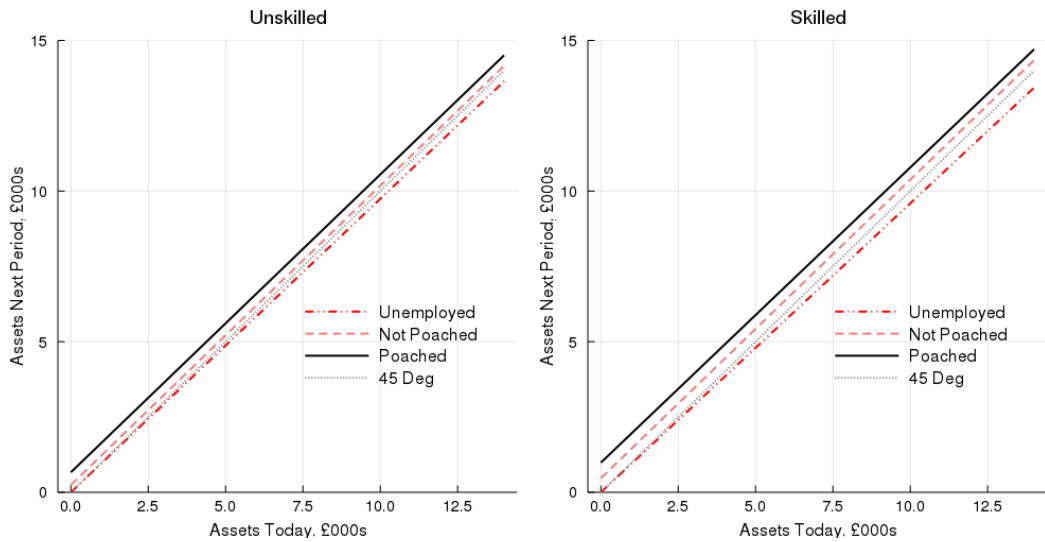 Unskilled
15
10
5
0
Assets Next Period, £000s
Unemployed
Not Poached
Poached
45 Deg
0.0 2.5 5.0 7.5 10.0 12.5
Assets Today, £000s
Skilled
15
10
5
0
Assets Next Period, £000s
Unemployed
Not Poached
Poached
45 Deg
0.0 2.5 5.0 7.5 10.0 12.5
Assets Today, £000s